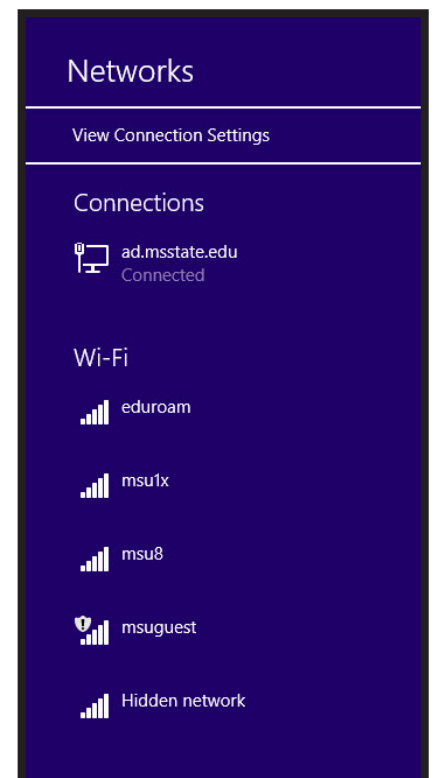 Networks
View Connection Settings
Connections
ad.msstate.edu
Connected
Wi-Fi
eduroam
msu1x
msu8
msuguest
Hidden network